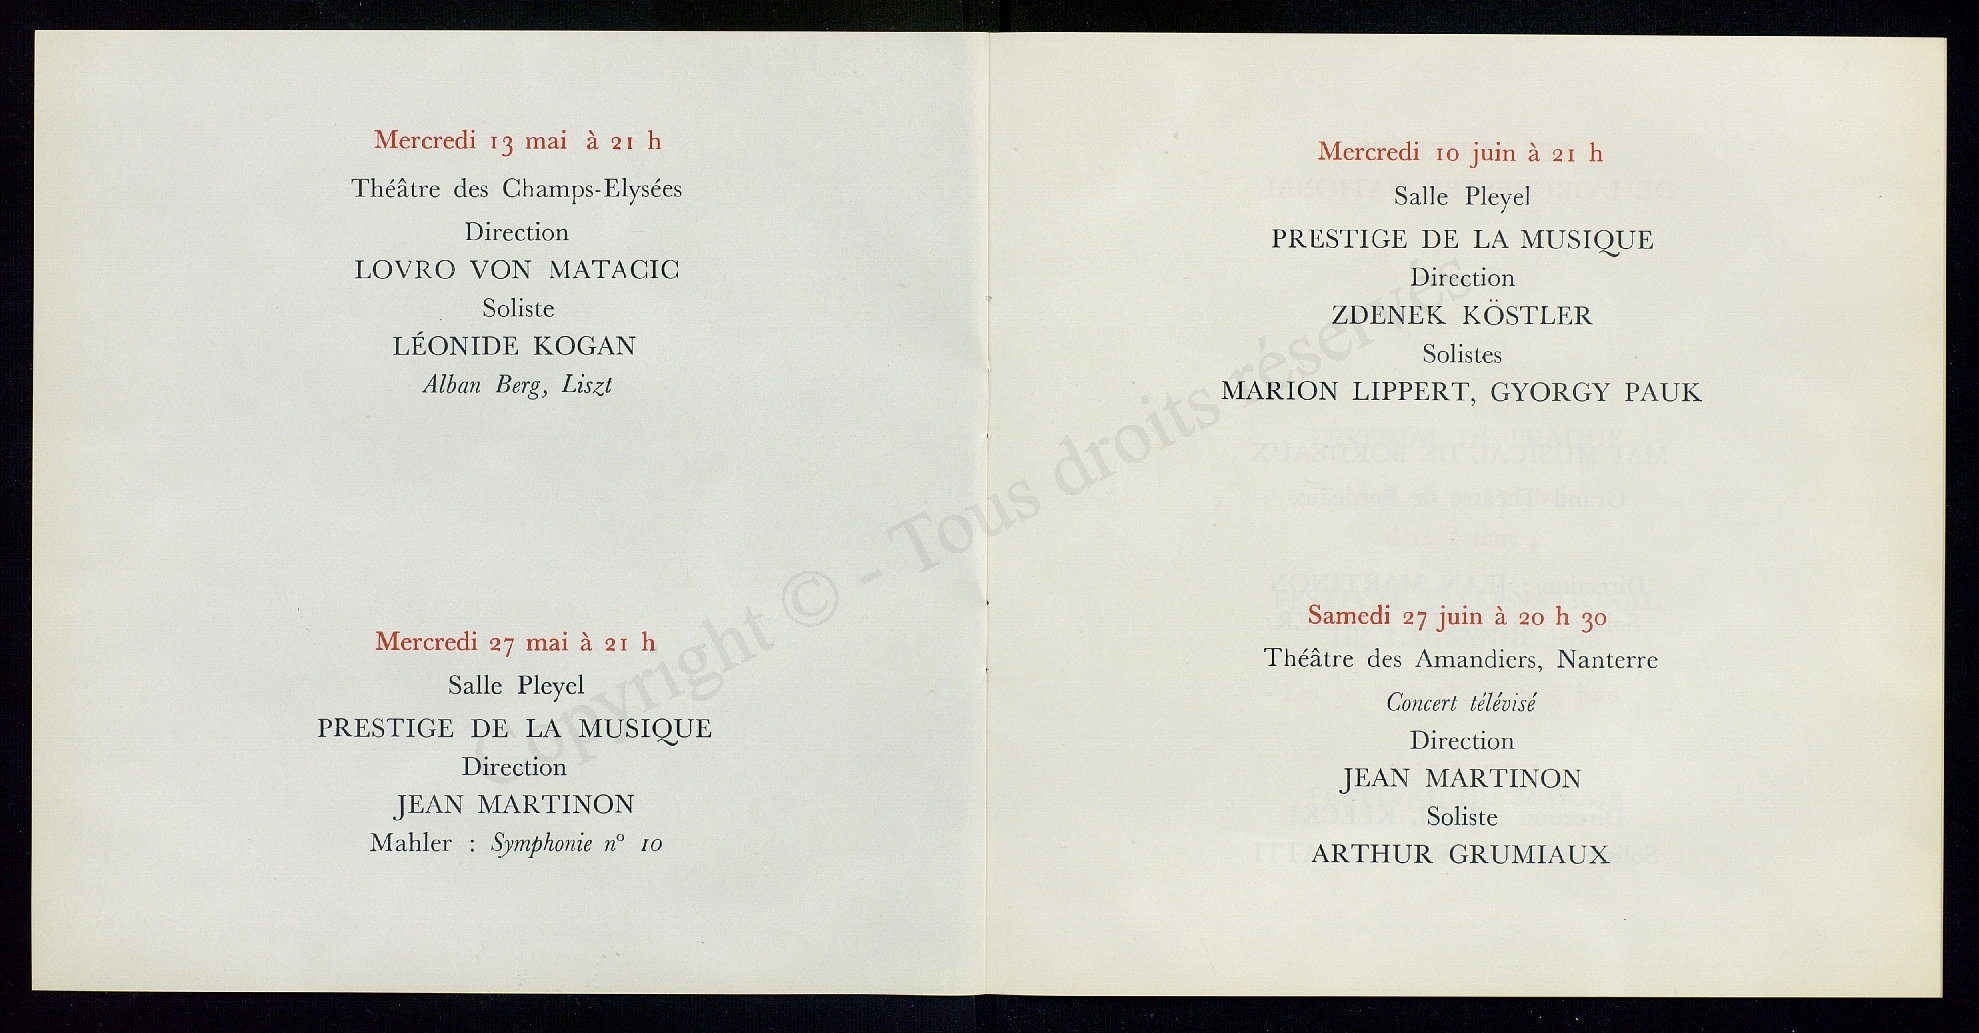 Mercredi 13 mai à 21 h
Théâtre des Champs-Elysées
Direction
LOVRO VON MATACIC
Soliste
LÉONIDE KOGAN
Alban Berg, Liszt
Mercredi 27 mai à 21 h
Salle Pleyel
PRESTIGE DE LA MUSIQUE
Direction
JEAN MARTINON
Mahler : Symphonie nº 10
Mercredi 10 juin à 21 h
Salle Pleyel
PRESTIGE DE LA MUSIQUE
Direction
ZDENEK KÖSTLER
Solistes
MARION LIPPERT, GYORGY PAUK
Samedi 27 juin à 20 h 30
Théâtre des Amandiers, Nanterre
Concert télévisé
Direction
JEAN MARTINON
Soliste
ARTHUR GRUMIAUX
Copyright © - Tous droits réservés